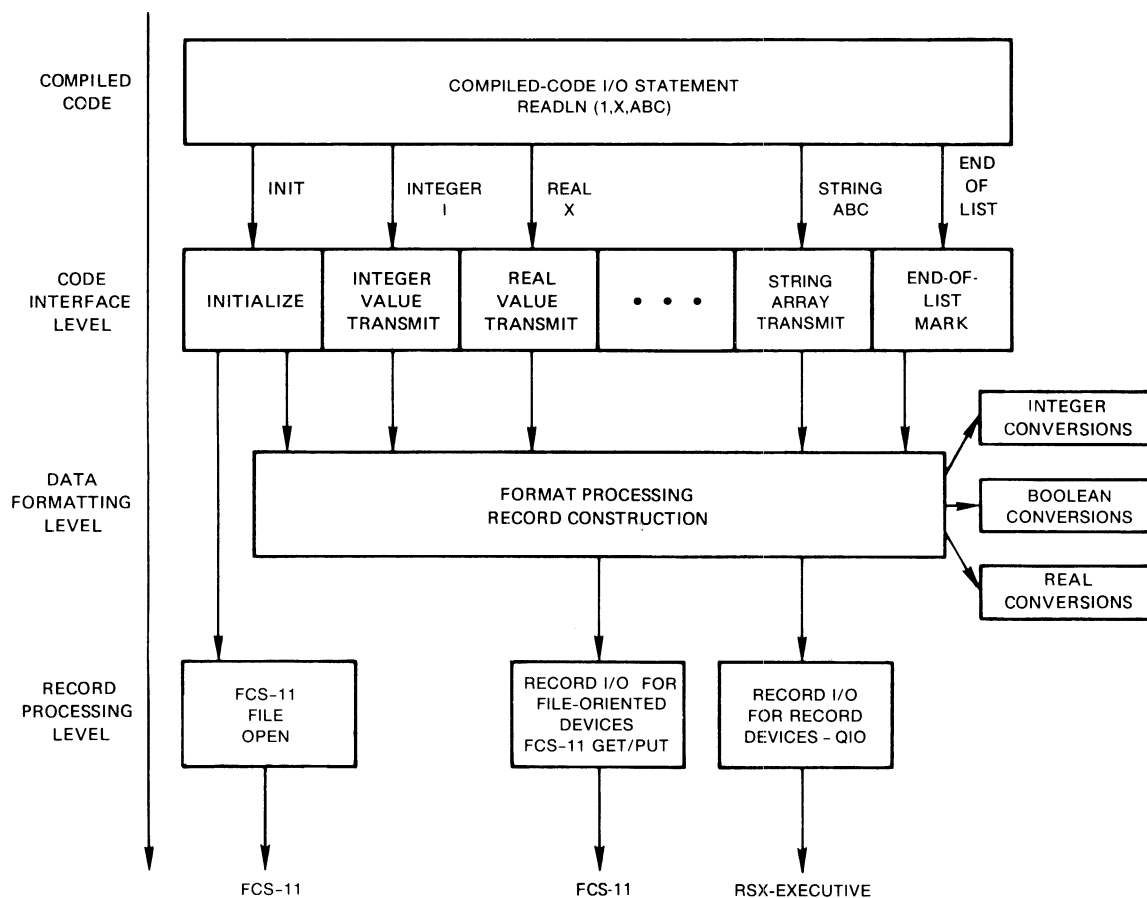 COMPILED
CODE
COMPILED-CODE I/O STATEMENT
READLN (1,X,ABC)
INIT
INTEGER
I
REAL
X
STRING
ABC
END
OF
LIST
CODE
INTERFACE
LEVEL
INITIALIZE
INTEGER
VALUE
TRANSMIT
REAL
VALUE
TRANSMIT
• • •
STRING
ARRAY
TRANSMIT
END-OF-
LIST
MARK
DATA
FORMATTING
LEVEL
FORMAT PROCESSING
RECORD CONSTRUCTION
INTEGER
CONVERSIONS
BOOLEAN
CONVERSIONS
REAL
CONVERSIONS
RECORD
PROCESSING
LEVEL
FCS-11
FILE
OPEN
RECORD I/O FOR
FILE-ORIENTED
DEVICES
FCS-11 GET/PUT
RECORD I/O
FOR RECORD
DEVICES - QIO
FCS-11
FCS-11
RSX-EXECUTIVE